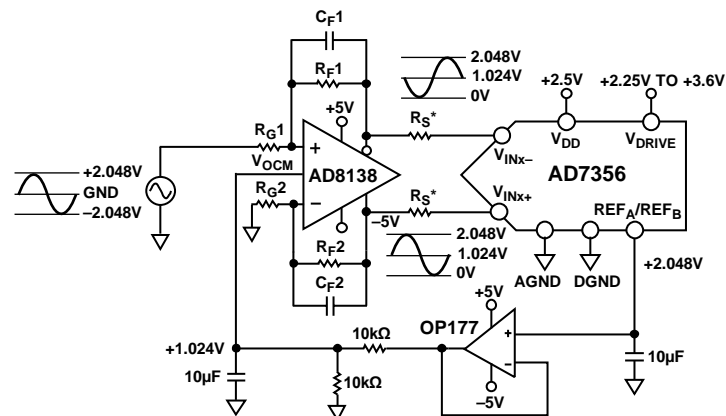 CF1
2.048V
1.024V
0V
RF1
+2.5V
+2.25V TO +3.6V
+5V
RS*
RG1
VINx–
VDD
VDRIVE
+
VOCM
AD8138
AD7356
+2.048V
GND
–2.048V
RG2
–
RS*
VINx+
REFA/REFB
–5V
2.048V
1.024V
0V
RF2
CF2
AGND
DGND
+2.048V
+5V
OP177
+1.024V
10kΩ
+
–
10µF
10µF
10kΩ
–5V